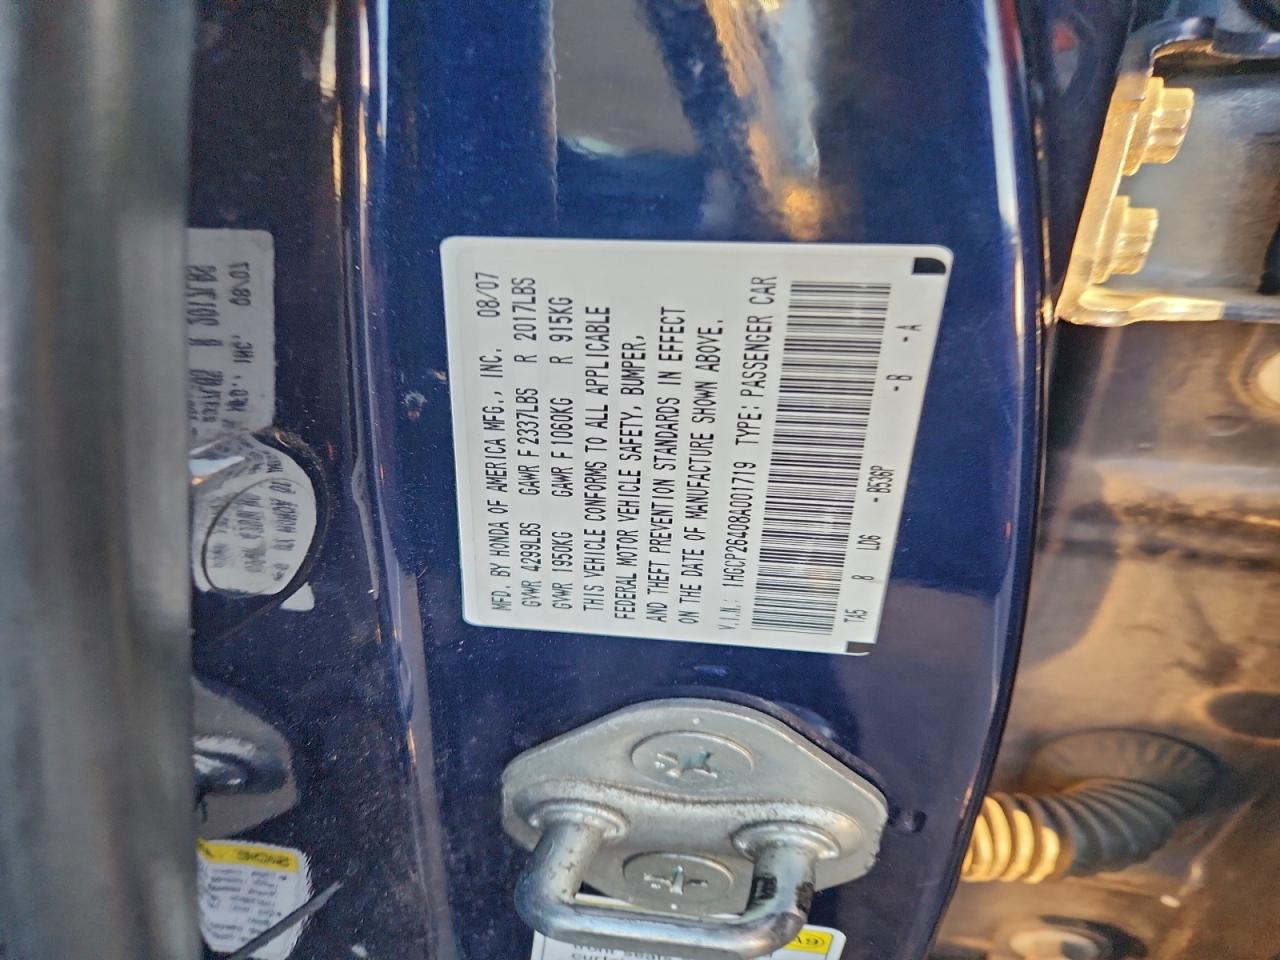 MFD. BY HONDA OF AMERICA MFG., INC. 08/07
GVWR 4299LBS GAWR F 2337LBS R 2017LBS
GVWR 1950KG GAWR F 1060KG R 915KG
THIS VEHICLE CONFORMS TO ALL APPLICABLE
FEDERAL MOTOR VEHICLE SAFETY, BUMPER,
AND THEFT PREVENTION STANDARDS IN EFFECT
ON THE DATE OF MANUFACTURE SHOWN ABOVE.
V.I.N.: 1HGCP26408A001719 TYPE: PASSENGER CAR
TA5 8 LD6 - B536P - B - A